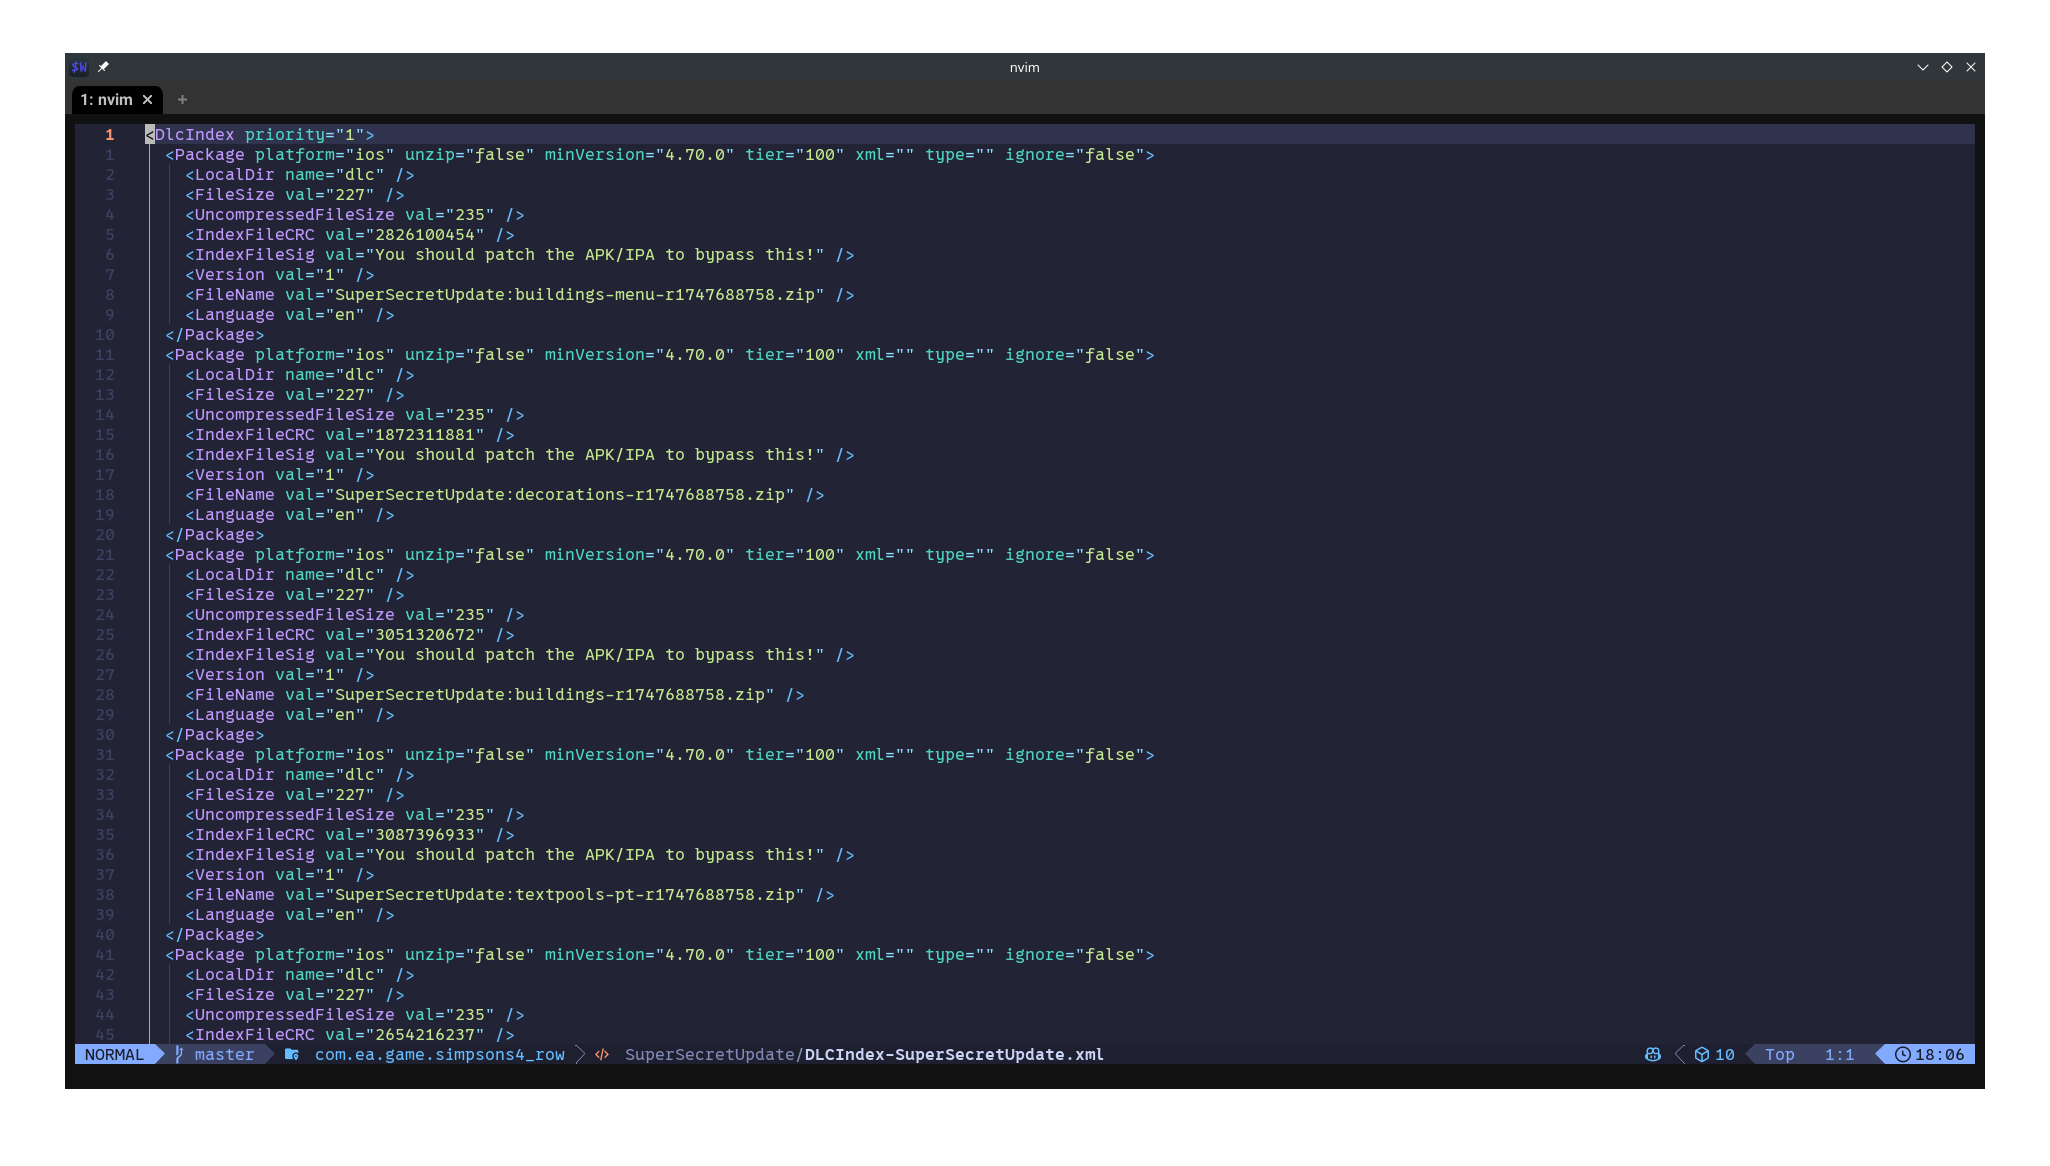 $W nvim
1: nvim × +
1 <DlcIndex priority="1">
1 <Package platform="ios" unzip="false" minVersion="4.70.0" tier="100" xml="" type="" ignore="false">
2 <LocalDir name="dlc" />
3 <FileSize val="227" />
4 <UncompressedFileSize val="235" />
5 <IndexFileCRC val="2826100454" />
6 <IndexFileSig val="You should patch the APK/IPA to bypass this!" />
7 <Version val="1" />
8 <FileName val="SuperSecretUpdate:buildings-menu-r1747688758.zip" />
9 <Language val="en" />
10 </Package>
11 <Package platform="ios" unzip="false" minVersion="4.70.0" tier="100" xml="" type="" ignore="false">
12 <LocalDir name="dlc" />
13 <FileSize val="227" />
14 <UncompressedFileSize val="235" />
15 <IndexFileCRC val="1872311881" />
16 <IndexFileSig val="You should patch the APK/IPA to bypass this!" />
17 <Version val="1" />
18 <FileName val="SuperSecretUpdate:decorations-r1747688758.zip" />
19 <Language val="en" />
20 </Package>
21 <Package platform="ios" unzip="false" minVersion="4.70.0" tier="100" xml="" type="" ignore="false">
22 <LocalDir name="dlc" />
23 <FileSize val="227" />
24 <UncompressedFileSize val="235" />
25 <IndexFileCRC val="3051320672" />
26 <IndexFileSig val="You should patch the APK/IPA to bypass this!" />
27 <Version val="1" />
28 <FileName val="SuperSecretUpdate:buildings-r1747688758.zip" />
29 <Language val="en" />
30 </Package>
31 <Package platform="ios" unzip="false" minVersion="4.70.0" tier="100" xml="" type="" ignore="false">
32 <LocalDir name="dlc" />
33 <FileSize val="227" />
34 <UncompressedFileSize val="235" />
35 <IndexFileCRC val="3087396933" />
36 <IndexFileSig val="You should patch the APK/IPA to bypass this!" />
37 <Version val="1" />
38 <FileName val="SuperSecretUpdate:textpools-pt-r1747688758.zip" />
39 <Language val="en" />
40 </Package>
41 <Package platform="ios" unzip="false" minVersion="4.70.0" tier="100" xml="" type="" ignore="false">
42 <LocalDir name="dlc" />
43 <FileSize val="227" />
44 <UncompressedFileSize val="235" />
45 <IndexFileCRC val="2654216237" />
NORMAL master com.ea.game.simpsons4_row SuperSecretUpdate/DLCIndex-SuperSecretUpdate.xml 10 Top 1:1 18:06